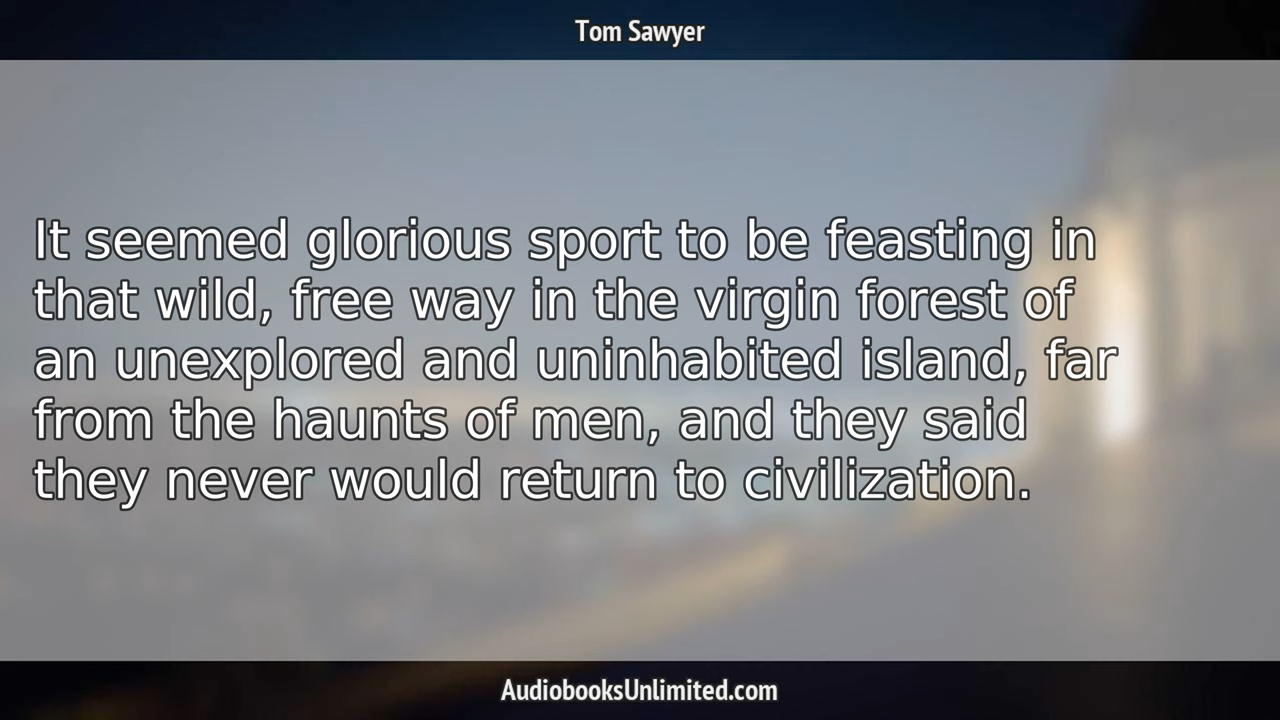 Tom Sawyer
It seemed glorious sport to be feasting in
that wild, free way in the virgin forest of
an unexplored and uninhabited island, far
from the haunts of men, and they said
they never would return to civilization.
AudiobooksUnlimited.com